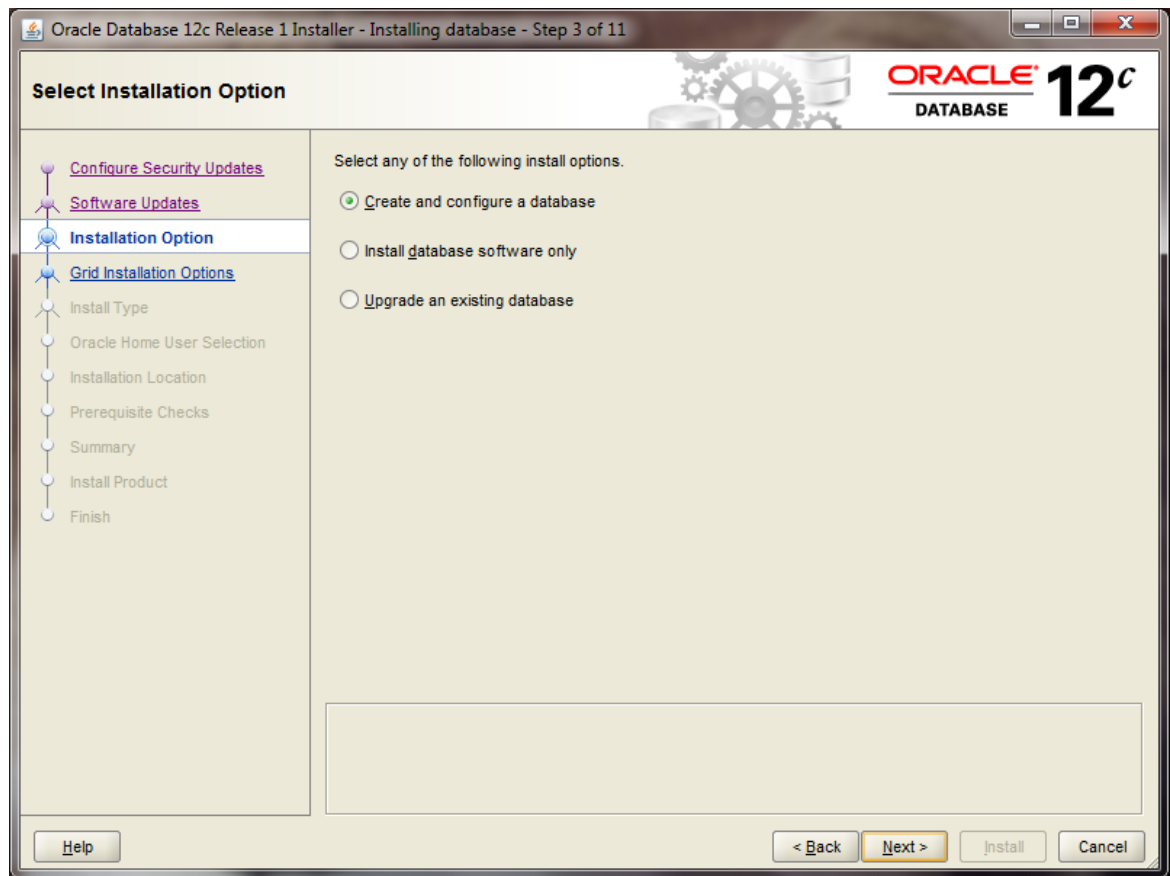 Oracle Database 12c Release 1 Installer - Installing database - Step 3 of 11
Select Installation Option
ORACLE 12c
DATABASE
Configure Security Updates
Software Updates
Installation Option
Grid Installation Options
Install Type
Oracle Home User Selection
Installation Location
Prerequisite Checks
Summary
Install Product
Finish
Select any of the following install options.
Create and configure a database
Install database software only
Upgrade an existing database
Help
< Back
Next >
Install
Cancel